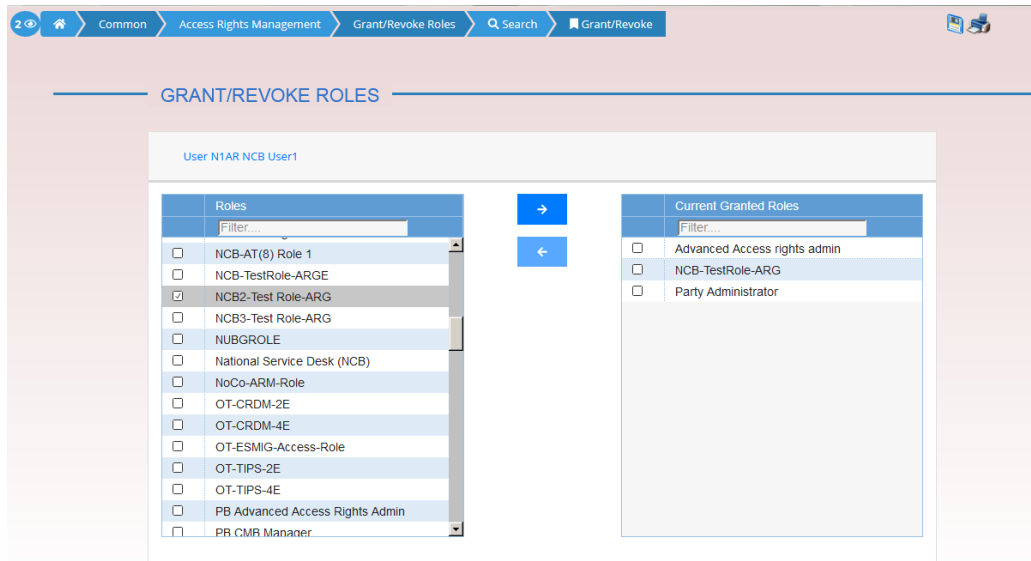 2 Common Access Rights Management Grant/Revoke Roles Search Grant/Revoke
GRANT/REVOKE ROLES
User N1AR NCB User1
Roles
Filter....
NCB-AT(8) Role 1
NCB-TestRole-ARGE
NCB2-Test Role-ARG
NCB3-Test Role-ARG
NUBGROLE
National Service Desk (NCB)
NoCo-ARM-Role
OT-CRDM-2E
OT-CRDM-4E
OT-ESMIG-Access-Role
OT-TIPS-2E
OT-TIPS-4E
PB Advanced Access Rights Admin
PB CMB Manager
Current Granted Roles
Filter....
Advanced Access rights admin
NCB-TestRole-ARG
Party Administrator